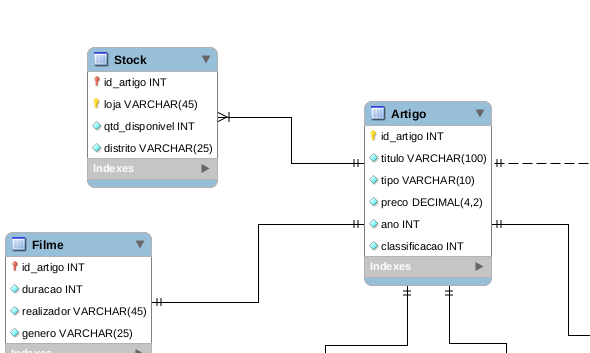 Stock
id_artigo INT
loja VARCHAR(45)
qtd_disponivel INT
distrito VARCHAR(25)
Indexes
Artigo
id_artigo INT
titulo VARCHAR(100)
tipo VARCHAR(10)
preco DECIMAL(4,2)
ano INT
classificacao INT
Indexes
Filme
id_artigo INT
duracao INT
realizador VARCHAR(45)
genero VARCHAR(25)
Indexes